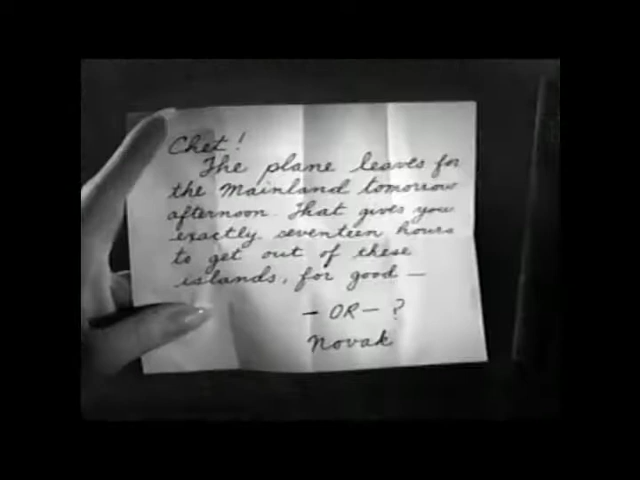 Chet!
The plane leaves for
the Mainland tomorrow
afternoon. That gives you
exactly seventeen hours
to get out of these
islands, for good —
— OR — ?
Novak